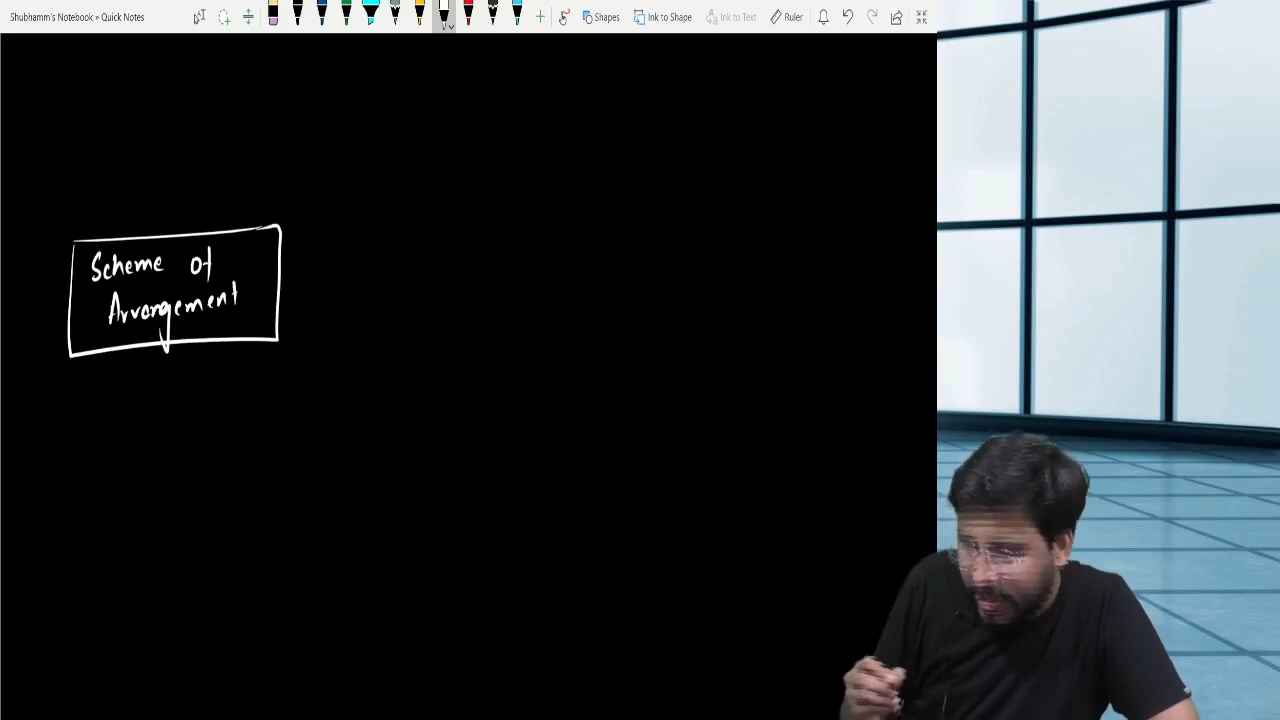 Shubhamm's Notebook » Quick Notes
Shapes
Ink to Shape
Ink to Text
Ruler
Scheme of
Arrangement